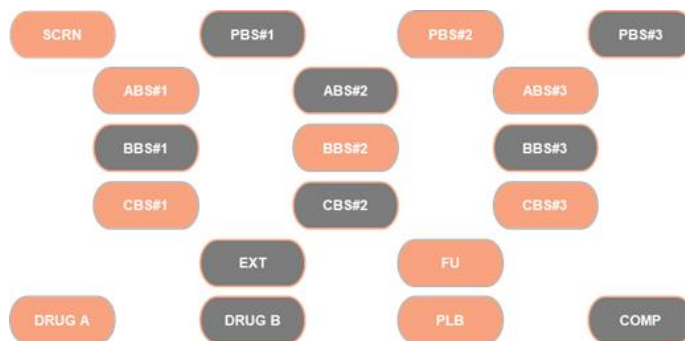 SCRN PBS#1 PBS#2 PBS#3
ABS#1 ABS#2 ABS#3
BBS#1 BBS#2 BBS#3
CBS#1 CBS#2 CBS#3
EXT FU
DRUG A DRUG B PLB COMP